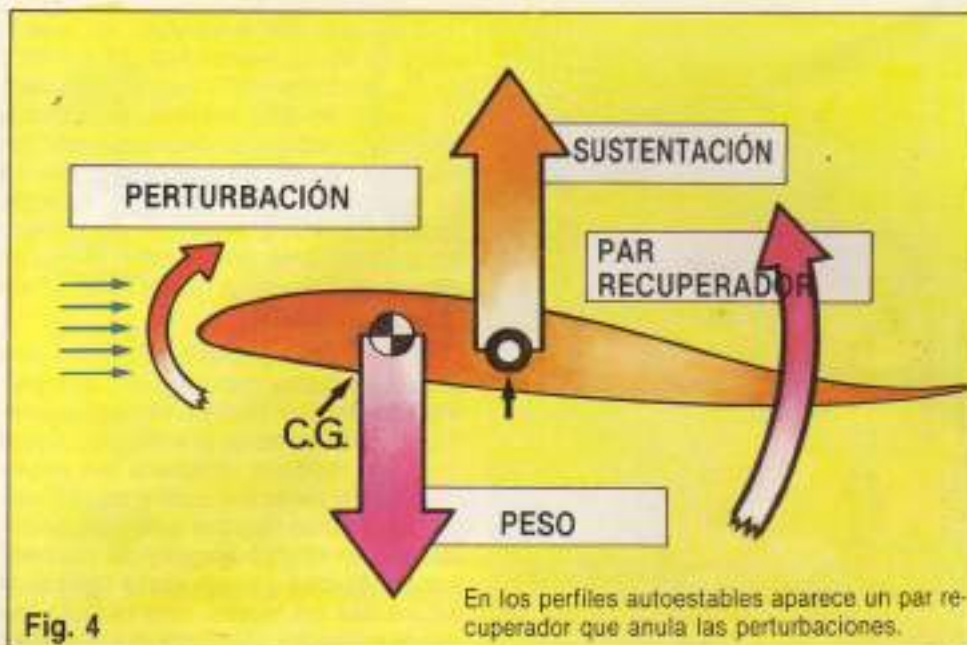 PERTURBACIÓN
SUSTENTACIÓN
PAR
RECUPERADOR
C.G.
PESO
En los perfiles autoestables aparece un par re-
cuperador que anula las perturbaciones.
Fig. 4